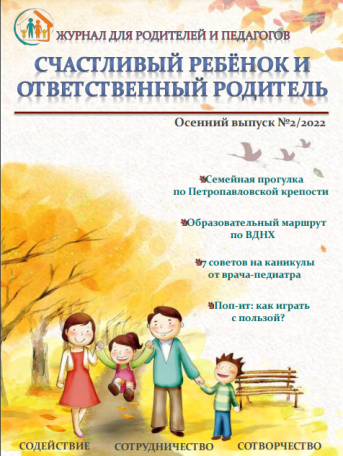 ЖУРНАЛ ДЛЯ РОДИТЕЛЕЙ И ПЕДАГОГОВ
СЧАСТЛИВЫЙ РЕБЁНОК И
ОТВЕТСТВЕННЫЙ РОДИТЕЛЬ
Осенний выпуск №2/2022
Семейная прогулка
по Петропавловской крепости
Образовательный маршрут
по ВДНХ
7 советов на каникулы
от врача-педиатра
Поп-ит: как играть
с пользой?
СОДЕЙСТВИЕ СОТРУДНИЧЕСТВО СОТВОРЧЕСТВО